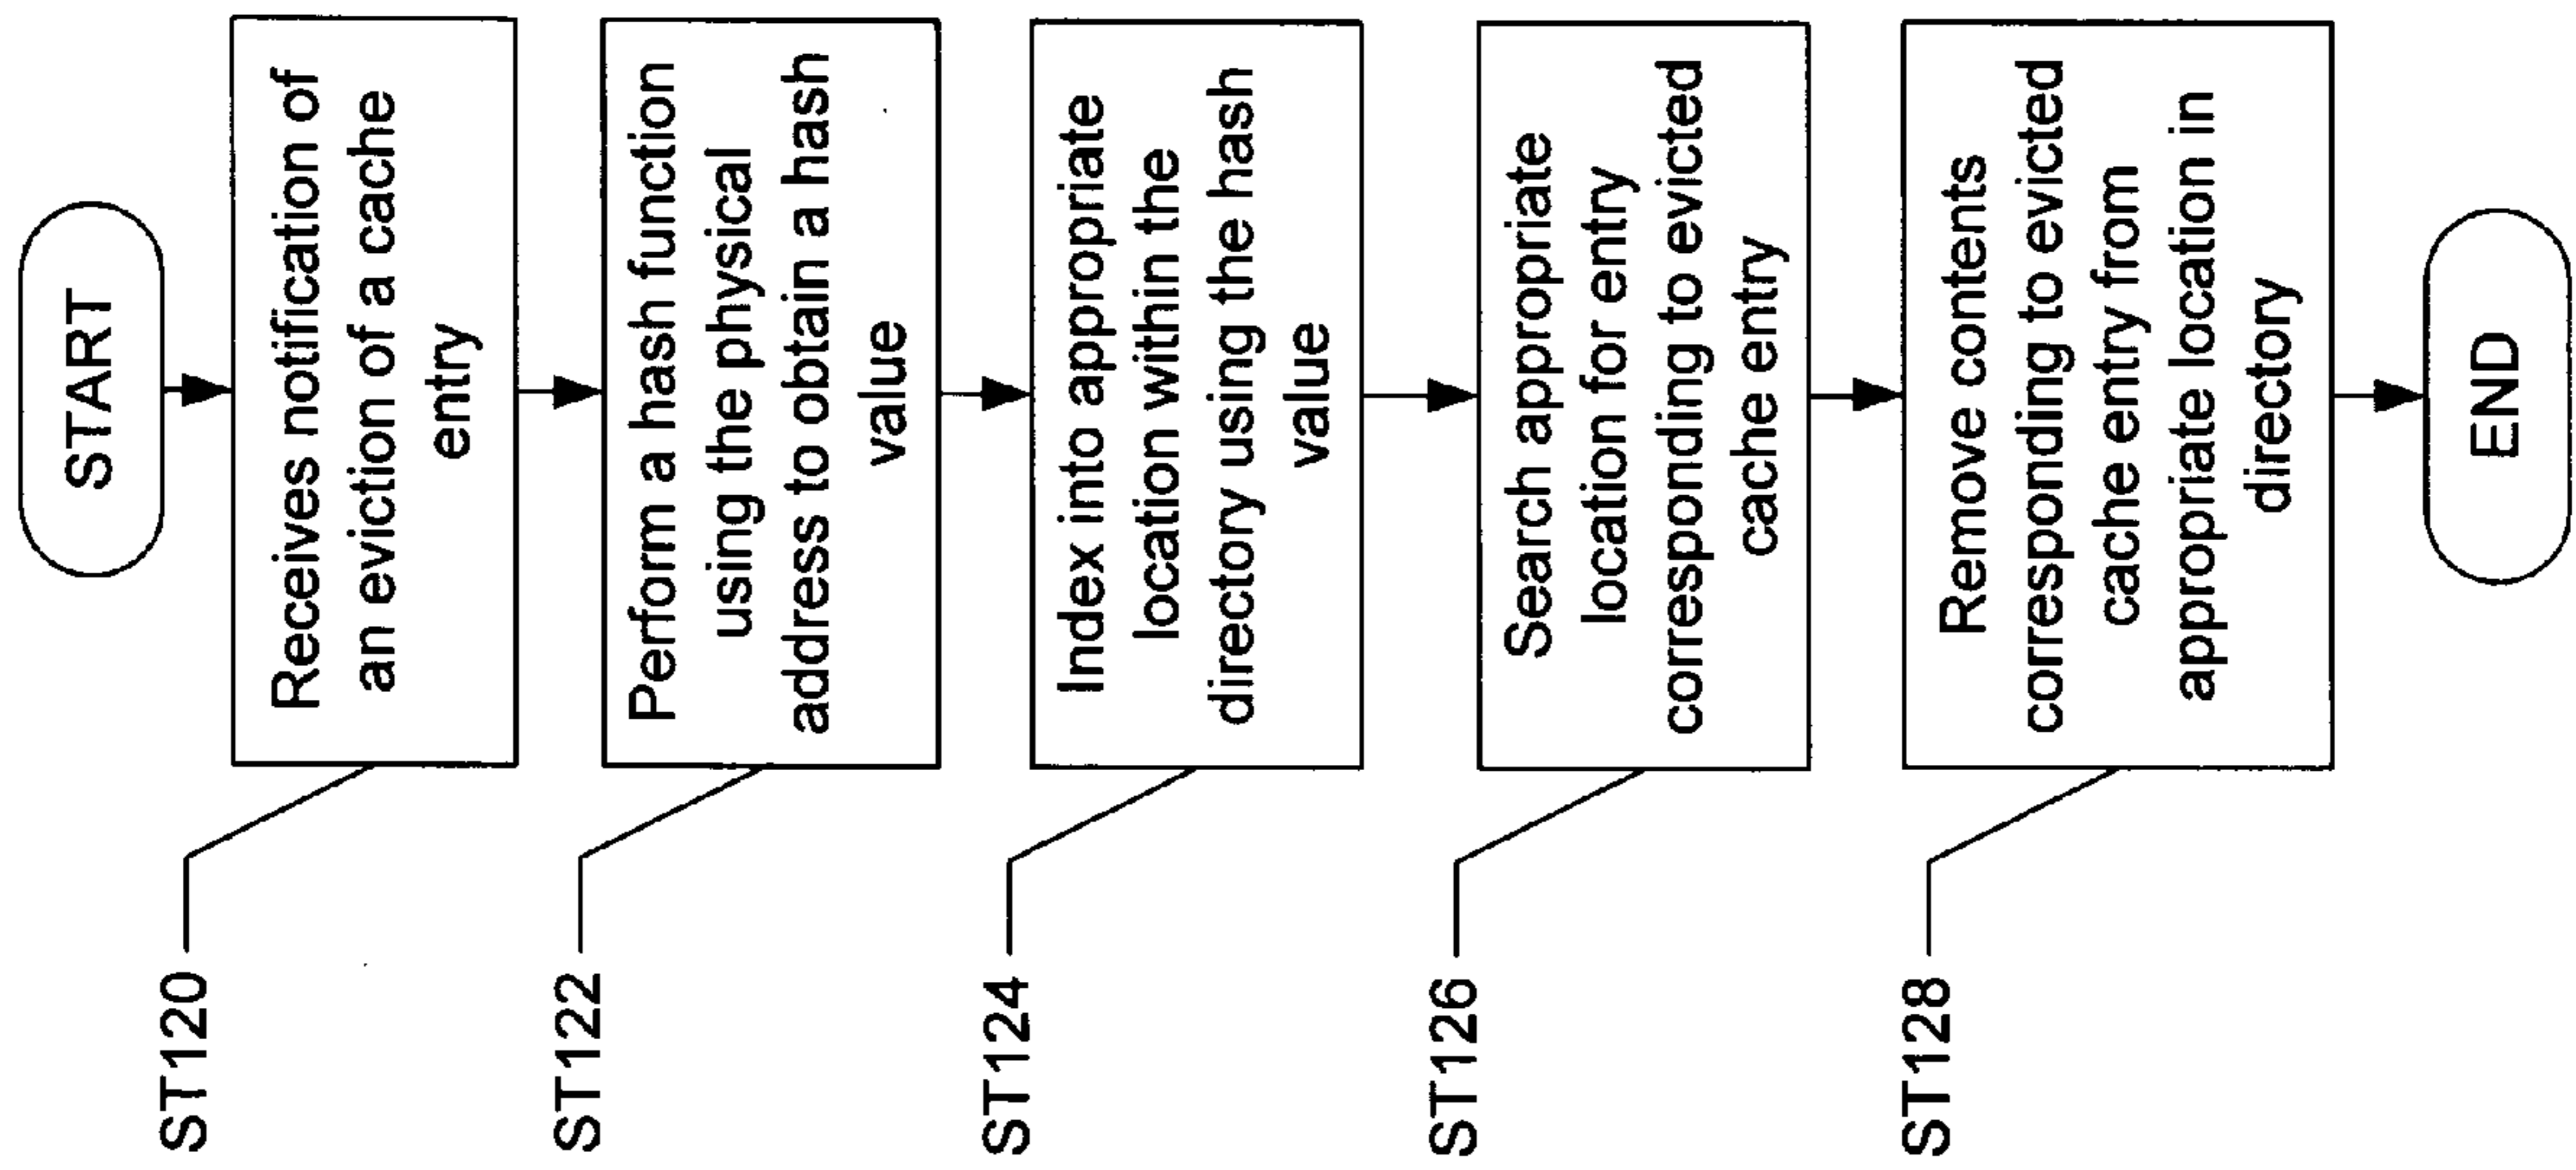 START
ST120
Receives notification of
an eviction of a cache
entry
ST122
Perform a hash function
using the physical
address to obtain a hash
value
ST124
Index into appropriate
location within the
directory using the hash
value
ST126
Search appropriate
location for entry
corresponding to evicted
cache entry
ST128
Remove contents
corresponding to evicted
cache entry from
appropriate location in
directory
END